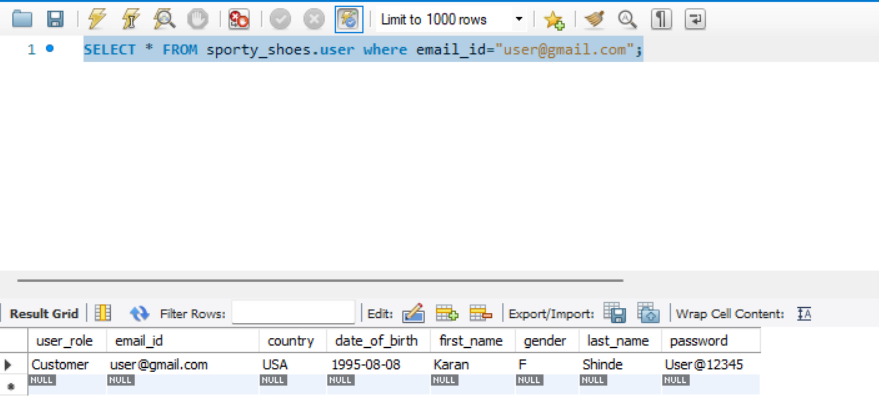 Limit to 1000 rows
1 SELECT * FROM sporty_shoes.user where email_id="user@gmail.com";
Result Grid Filter Rows: Edit: Export/Import: Wrap Cell Content: IA
user_role email_id country date_of_birth first_name gender last_name password
Customer user@gmail.com USA 1995-08-08 Karan F Shinde User@12345
NULL NULL NULL NULL NULL NULL NULL NULL